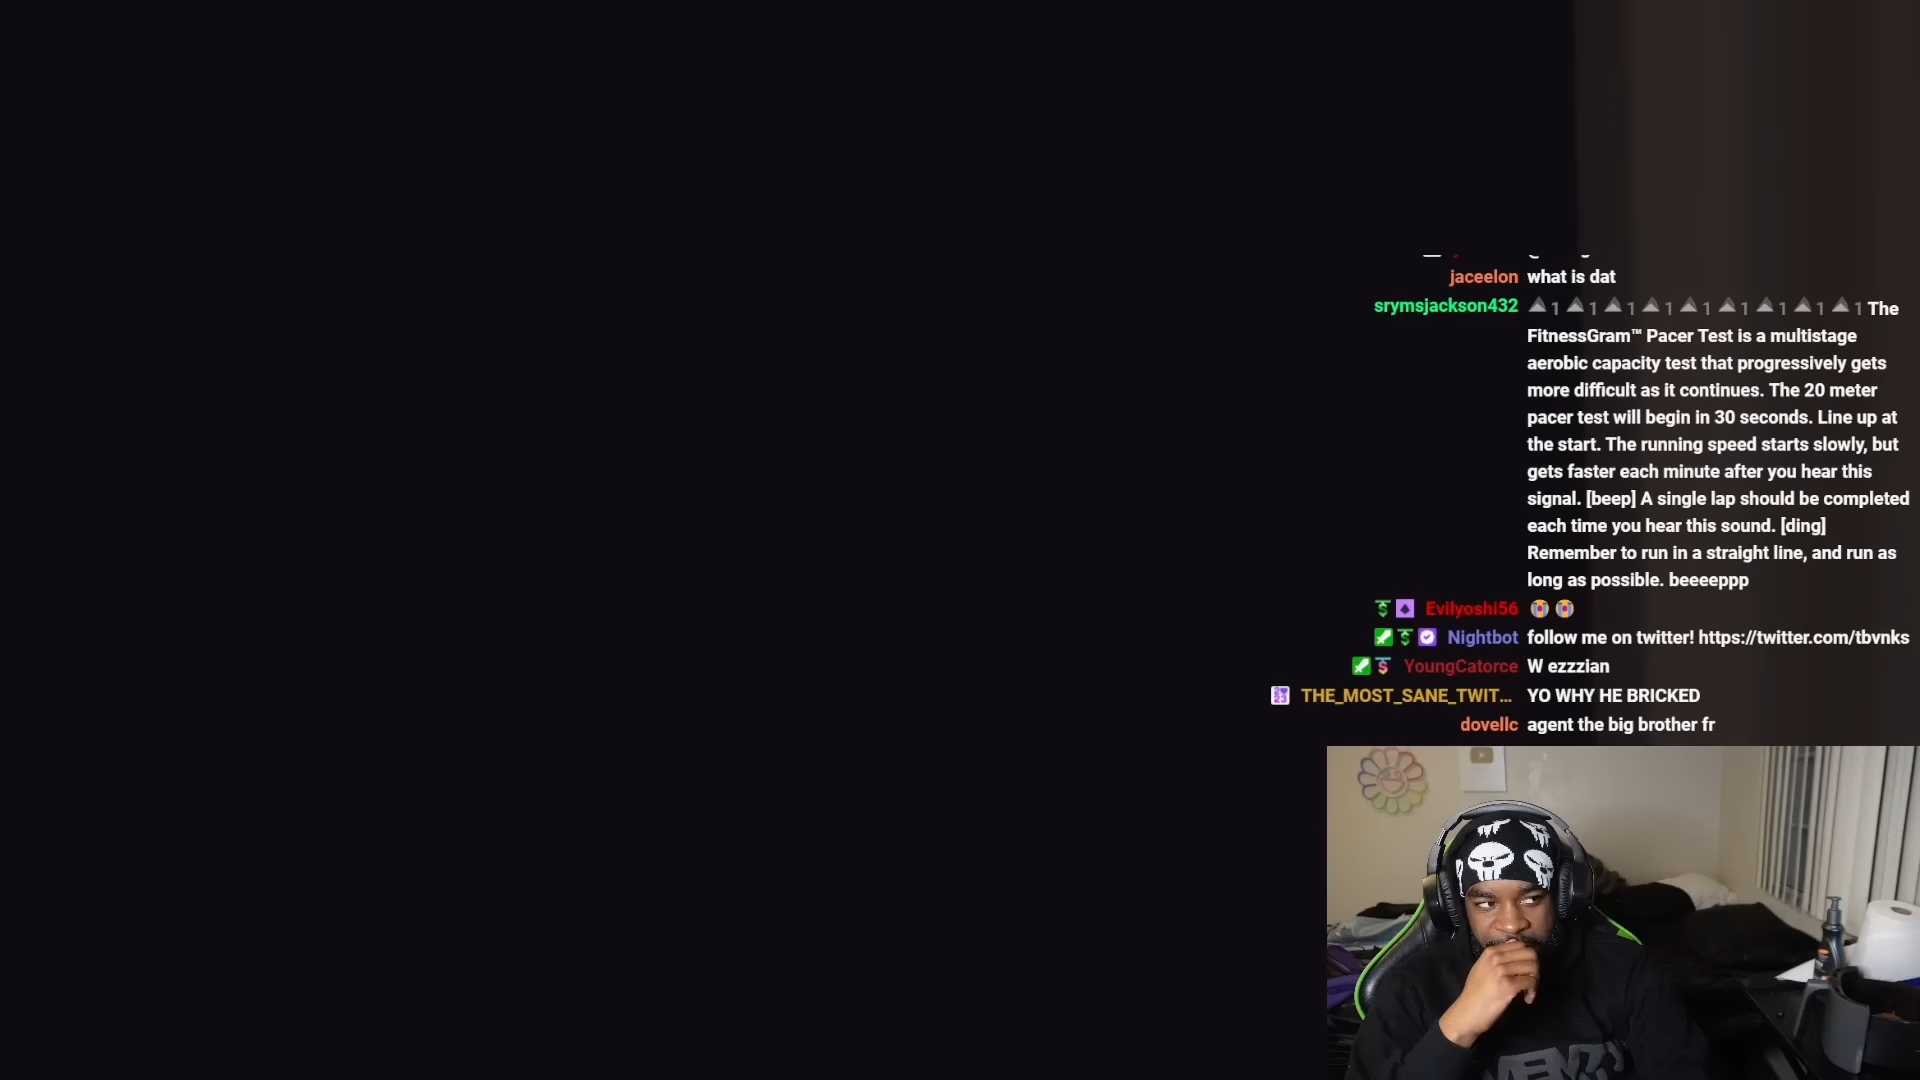 jaceelon what is dat
srymsjackson432 1 1 1 1 1 1 1 1 1 The
FitnessGram™ Pacer Test is a multistage
aerobic capacity test that progressively gets
more difficult as it continues. The 20 meter
pacer test will begin in 30 seconds. Line up at
the start. The running speed starts slowly, but
gets faster each minute after you hear this
signal. [beep] A single lap should be completed
each time you hear this sound. [ding]
Remember to run in a straight line, and run as
long as possible. beeeeppp
Evilyoshi56
Nightbot follow me on twitter! https://twitter.com/tbvnks
YoungCatorce W ezzzian
THE_MOST_SANE_TWIT... YO WHY HE BRICKED
dovellc agent the big brother fr